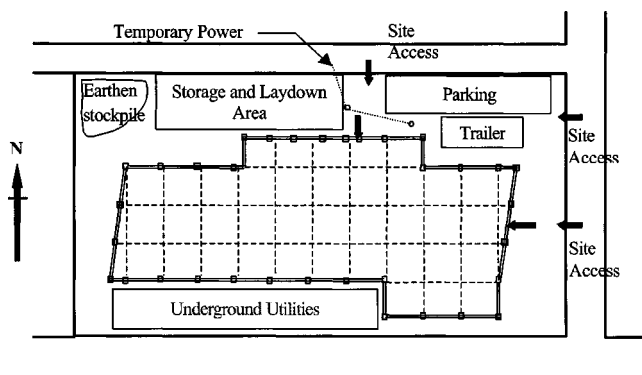 Temporary Power
Site
Access
Earthen
stockpile
Storage and Laydown
Area
Parking
Trailer
Site
Access
N
Site
Access
Underground Utilities